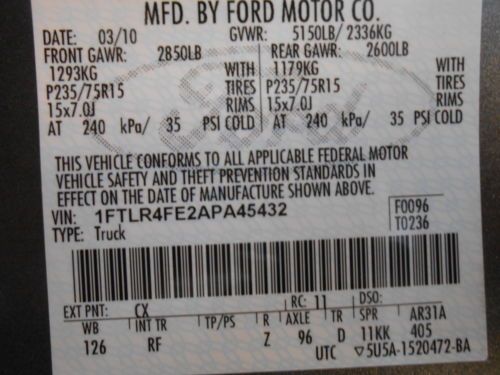 MFD. BY FORD MOTOR CO.
DATE: 03/10 GVWR: 5150LB/ 2336KG
FRONT GAWR: 2850LB REAR GAWR: 2600LB
1293KG WITH 1179KG WITH
P235/75R15 TIRES P235/75R15 TIRES
15x7.0J RIMS 15x7.0J RIMS
AT 240 kPa/ 35 PSI COLD AT 240 kPa/ 35 PSI COLD
THIS VEHICLE CONFORMS TO ALL APPLICABLE FEDERAL MOTOR
VEHICLE SAFETY AND THEFT PREVENTION STANDARDS IN
EFFECT ON THE DATE OF MANUFACTURE SHOWN ABOVE.
VIN: 1FTLR4FE2APA45432 F0096
TYPE: Truck T0236
EXT PNT: CX RC: 11 DSO:
WB INT TR TP/PS R AXLE TR SPR AR31A
126 RF Z 96 D 11KK 405
UTC ▽5U5A-1520472-BA